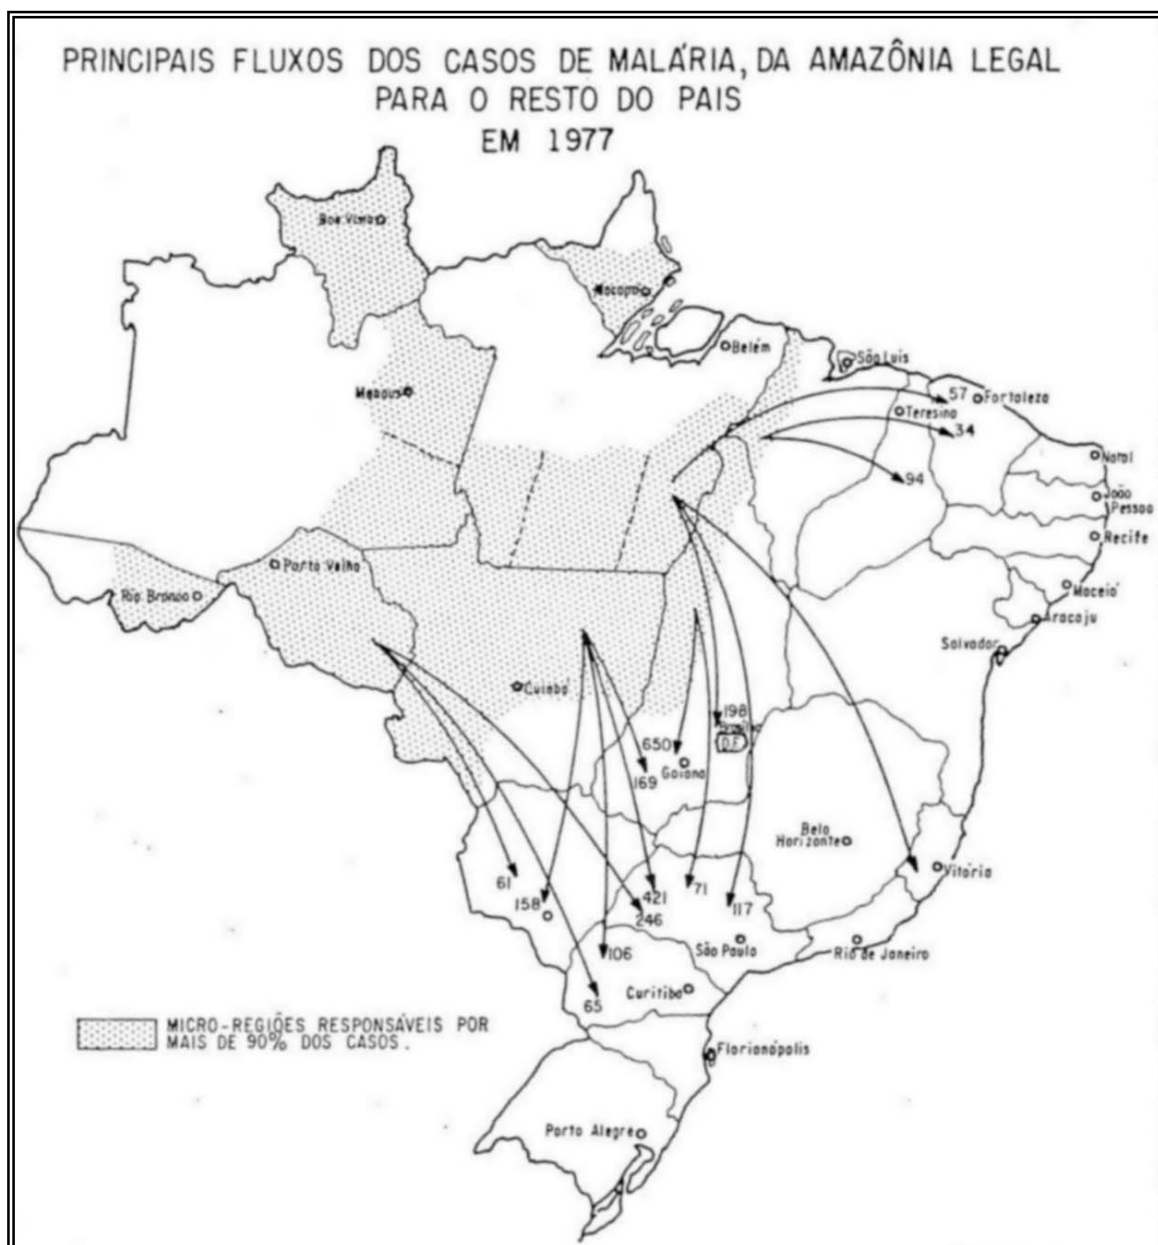 PRINCIPAIS FLUXOS DOS CASOS DE MALÁRIA, DA AMAZÔNIA LEGAL
PARA O RESTO DO PAIS
EM 1977
Boa Vista
Macapá
Belém
São Luis
Manaus
57
Fortaleza
Teresina
34
Natal
94
João
Pessoa
Recife
Porto Velho
Rio Branco
Maceió
Aracaju
Salvador
Cuiabá
198
D.F.
650
Goiana
169
Belo
Horizonte
Vitória
61
158
421
246
71
117
106
São Paulo
Rio de Janeiro
65
Curitiba
MICRO-REGIÕES RESPONSÁVEIS POR
MAIS DE 90% DOS CASOS.
Florianópolis
Porto Alegre